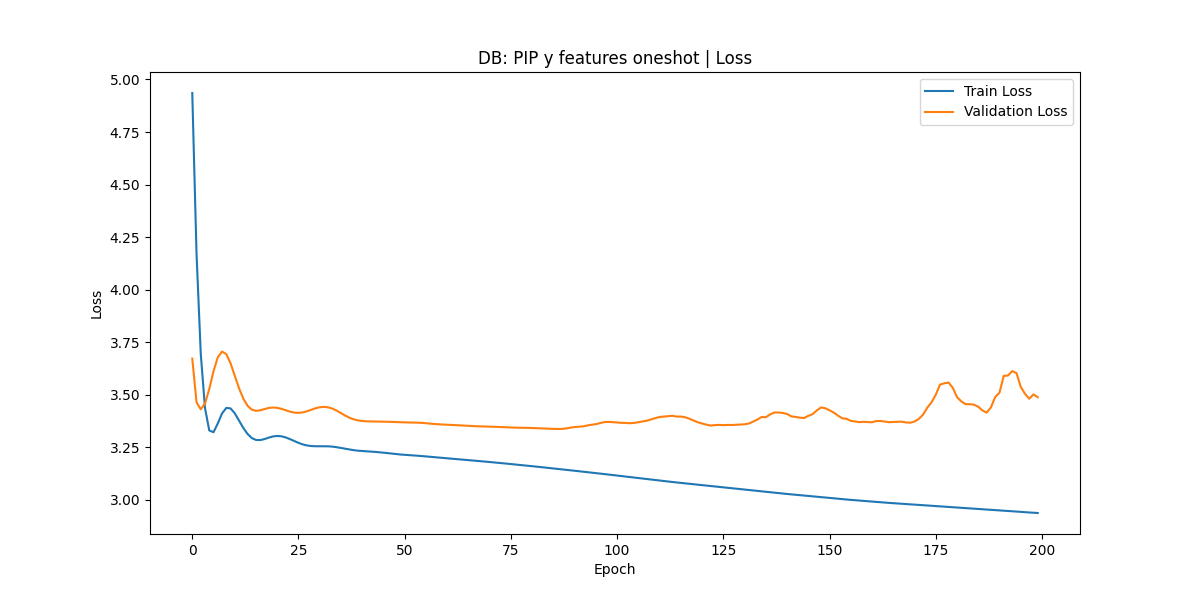 DB: PIP y features oneshot | Loss
Train Loss
Validation Loss
5.00
4.75
4.50
4.25
4.00
3.75
3.50
3.25
3.00
Loss
0 25 50 75 100 125 150 175 200
Epoch